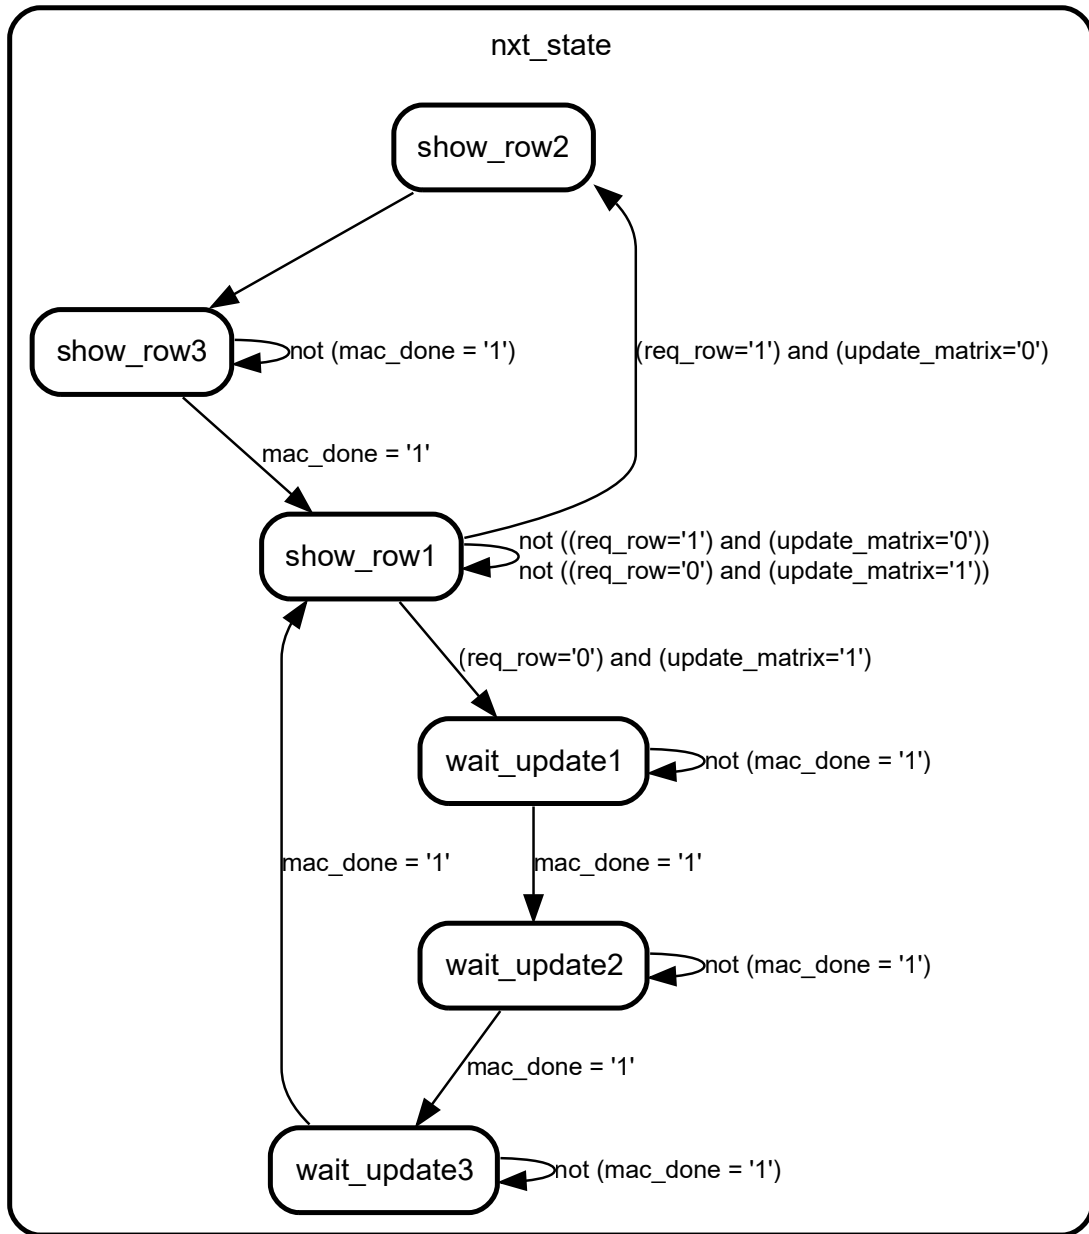 nxt_state
show_row2
show_row3
not (mac_done = '1')
(req_row='1') and (update_matrix='0')
mac_done = '1'
show_row1
not ((req_row='1') and (update_matrix='0'))
not ((req_row='0') and (update_matrix='1'))
(req_row='0') and (update_matrix='1')
wait_update1
not (mac_done = '1')
mac_done = '1'
mac_done = '1'
wait_update2
not (mac_done = '1')
mac_done = '1'
wait_update3
not (mac_done = '1')